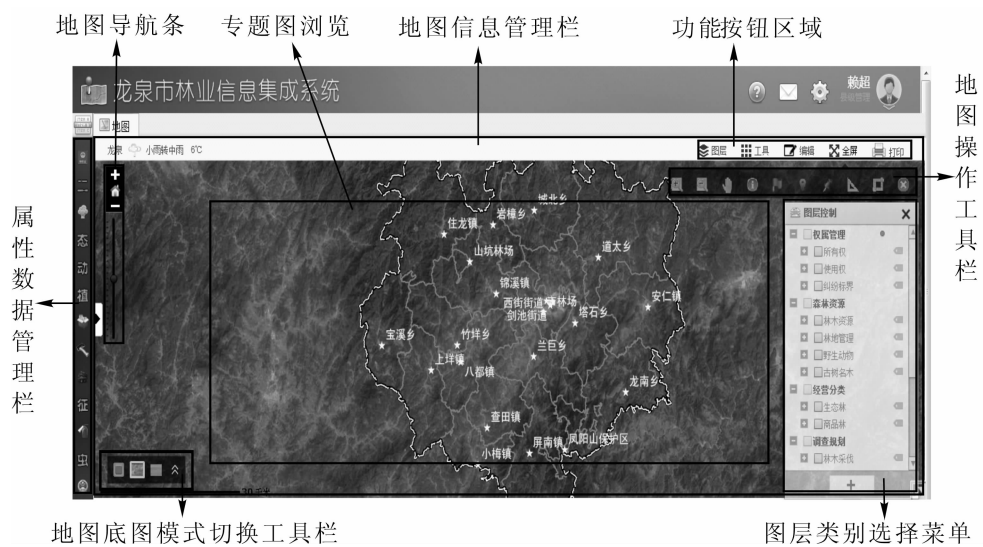 地图导航条
专题图浏览
地图信息管理栏
功能按钮区域
地图操作工具栏
属性数据管理栏
龙泉市林业信息集成系统
赖超
地图
龙泉 小雨转中雨 6℃
图层 工具 编辑 全屏 打印
图层控制
权属管理
所有权
使用权
纠纷标界
森林资源
林木资源
林地管理
野生动物
古树名木
经营分类
生态林
商品林
调查规划
林木采伐
城北乡
岩樟乡
住龙镇
道太乡
山坑林场
锦溪镇
安仁镇
西街街道
林场
剑池街道
塔石乡
宝溪乡
竹垟乡
兰巨乡
上垟镇
八都镇
龙南乡
查田镇
屏南镇
凤阳山保护区
小梅镇
态
动
植
征
虫
地图底图模式切换工具栏
图层类别选择菜单